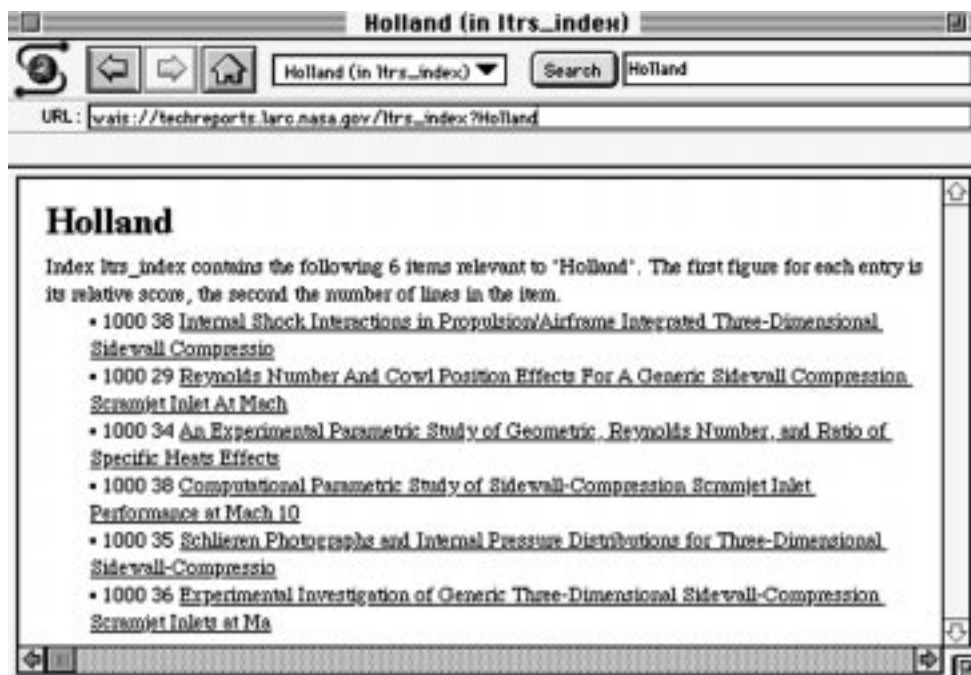 Holland (in ltrs_index)
Holland (in ltrs_index) Search Holland
URL: wais://techreports.larc.nasa.gov/ltrs_index?Holland
Holland
Index ltrs_index contains the following 6 items relevant to "Holland". The first figure for each entry is
its relative score, the second the number of lines in the item.
• 1000 38 Internal Shock Interactions in Propulsion/Airframe Integrated Three-Dimensional
Sidewall Compressio
• 1000 29 Reynolds Number And Cowl Position Effects For A Generic Sidewall Compression
Scramjet Inlet At Mach
• 1000 34 An Experimental Parametric Study of Geometric, Reynolds Number, and Ratio of
Specific Heats Effects
• 1000 38 Computational Parametric Study of Sidewall-Compression Scramjet Inlet
Performance at Mach 10
• 1000 35 Schlieren Photographs and Internal Pressure Distributions for Three-Dimensional
Sidewall-Compressio
• 1000 36 Experimental Investigation of Generic Three-Dimensional Sidewall-Compression
Scramjet Inlets at Ma